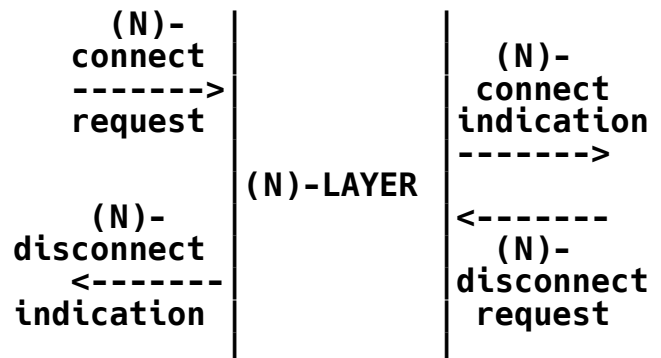 (N)-   |          |
   connect  |          |  (N)-
   ------->|          | connect
   request  |          |indication
            |          |------->
            |(N)-LAYER |
    (N)-    |          |<-------
disconnect  |          |  (N)-
   <-------|          |disconnect
indication  |          | request
            |          |